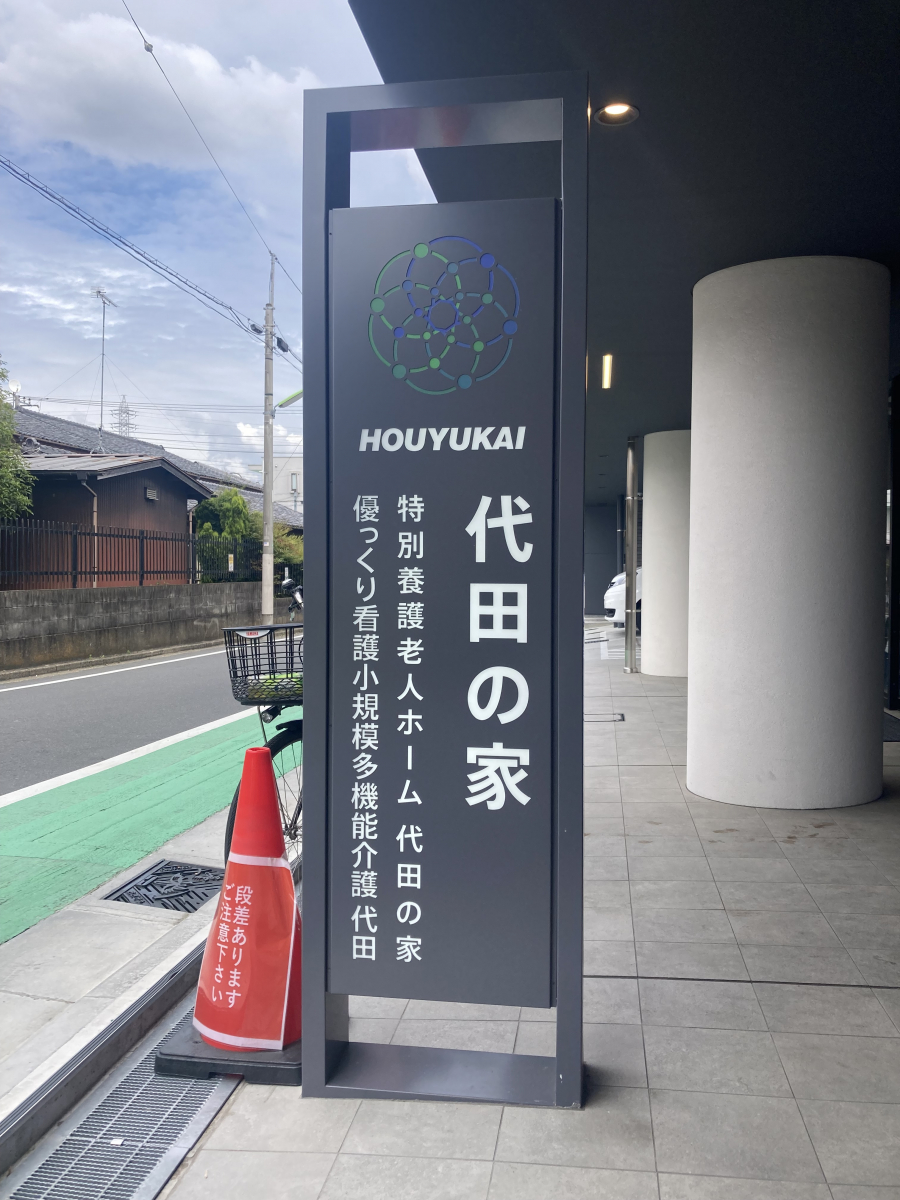 HOUYUKAI
代田の家
特別養護老人ホーム 代田の家
優っくり看護小規模多機能介護 代田
段差あります
ご注意下さい